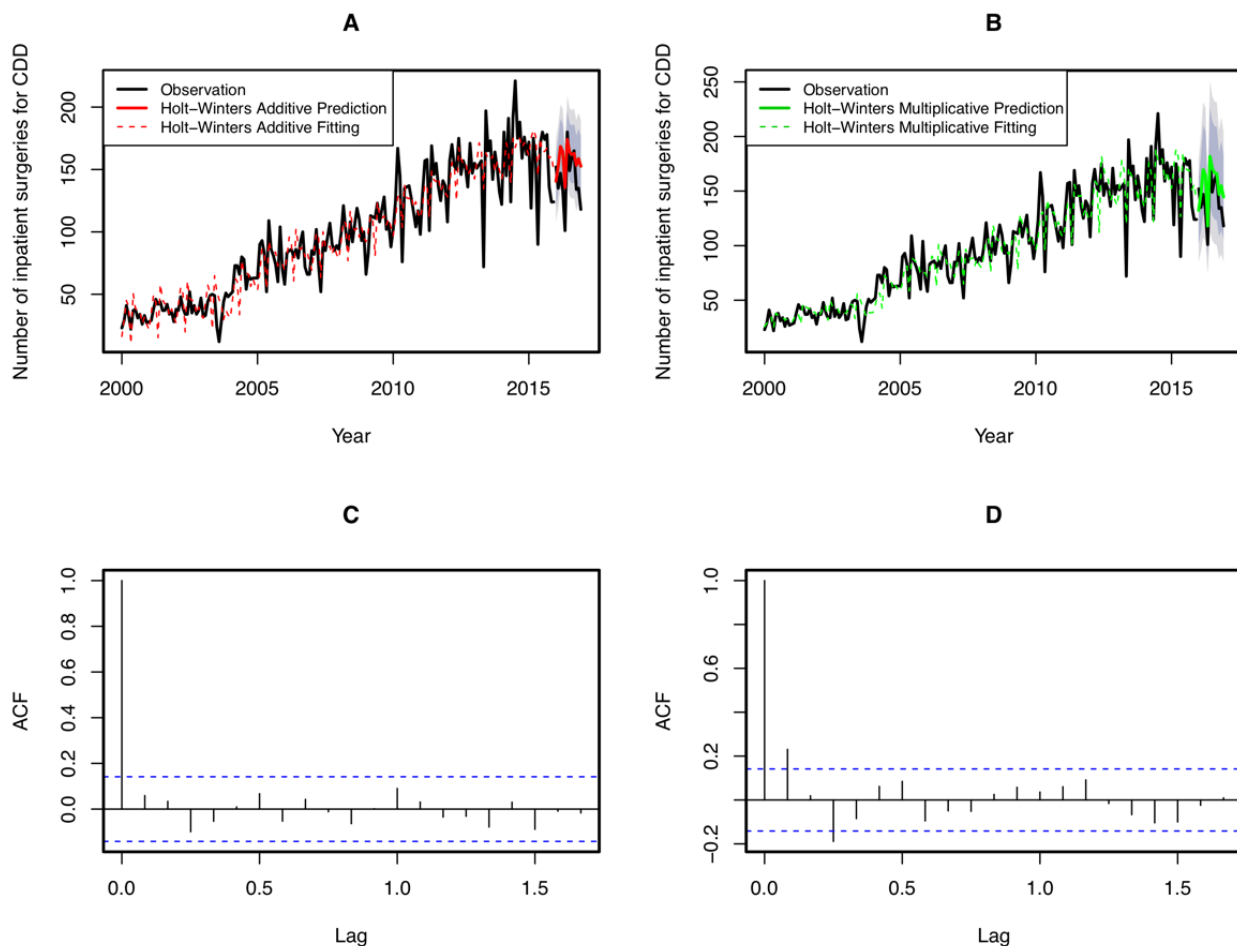 A
Number of inpatient surgeries for CDD
Observation
Holt−Winters Additive Prediction
Holt−Winters Additive Fitting
200
150
100
50
2000 2005 2010 2015
Year
B
Number of inpatient surgeries for CDD
Observation
Holt−Winters Multiplicative Prediction
Holt−Winters Multiplicative Fitting
250
200
150
100
50
2000 2005 2010 2015
Year
C
ACF
1.0
0.8
0.6
0.4
0.2
0.0
0.0 0.5 1.0 1.5
Lag
D
ACF
1.0
0.6
0.2
−0.2
0.0 0.5 1.0 1.5
Lag